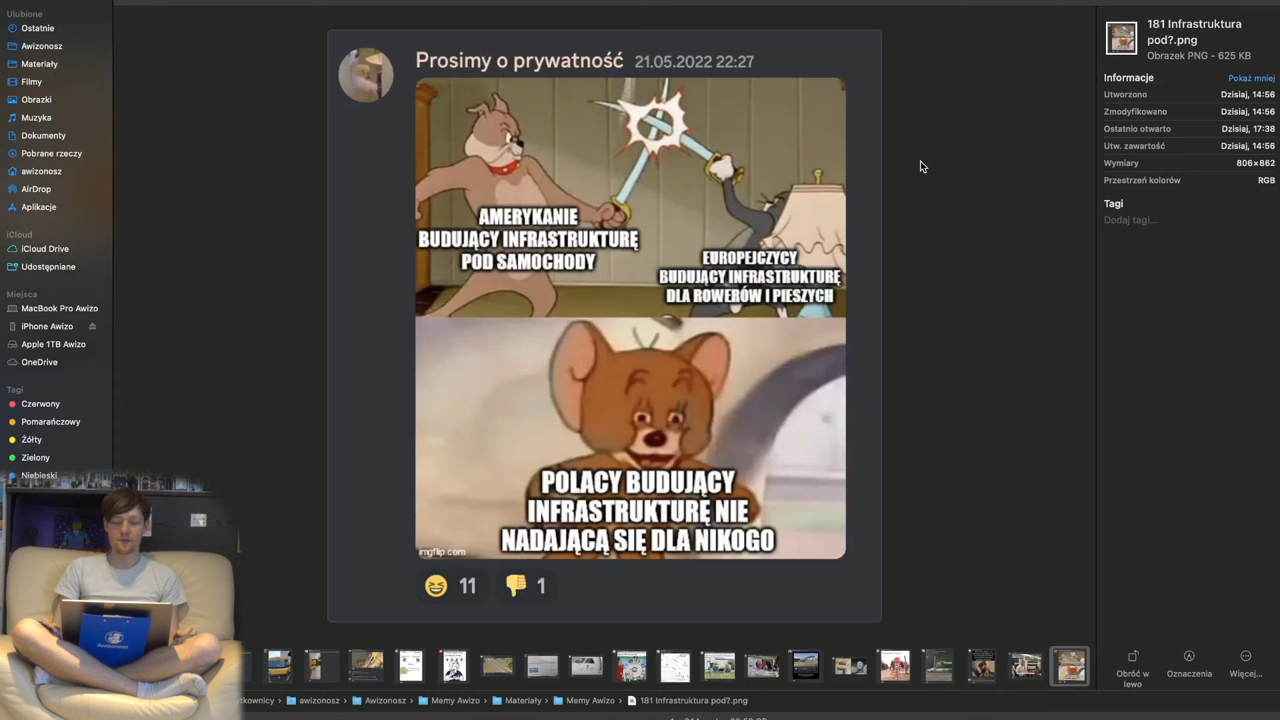 Ulubione
Ostatnie
Awizonosz
Materiały
Filmy
Obrazki
Muzyka
Dokumenty
Pobrane rzeczy
awizonosz
AirDrop
Aplikacje
iCloud
iCloud Drive
Udostępniane
Miejsca
MacBook Pro Awizo
iPhone Awizo
Apple 1TB Awizo
OneDrive
Tagi
Czerwony
Pomarańczowy
Żółty
Zielony
Niebieski
Prosimy o prywatność 21.05.2022 22:27
AMERYKANIE
BUDUJĄCY INFRASTRUKTURĘ
POD SAMOCHODY
EUROPEJCZYCY
BUDUJĄCY INFRASTRUKTURĘ
DLA ROWERÓW I PIESZYCH
POLACY BUDUJĄCY
INFRASTRUKTURĘ NIE
NADAJĄCĄ SIĘ DLA NIKOGO
imgflip.com
11 1
181 Infrastruktura
pod?.png
Obrazek PNG - 625 KB
Informacje Pokaż mniej
Utworzono Dzisiaj, 14:56
Zmodyfikowano Dzisiaj, 14:56
Ostatnio otwarto Dzisiaj, 17:38
Utw. zawartość Dzisiaj, 14:56
Wymiary 806×862
Przestrzeń kolorów RGB
Tagi
Dodaj tagi...
Obróć w
lewo
Oznaczenia
Więcej...
awizonosz Awizonosz Memy Awizo Materiały Memy Awizo 181 Infrastruktura pod?.png